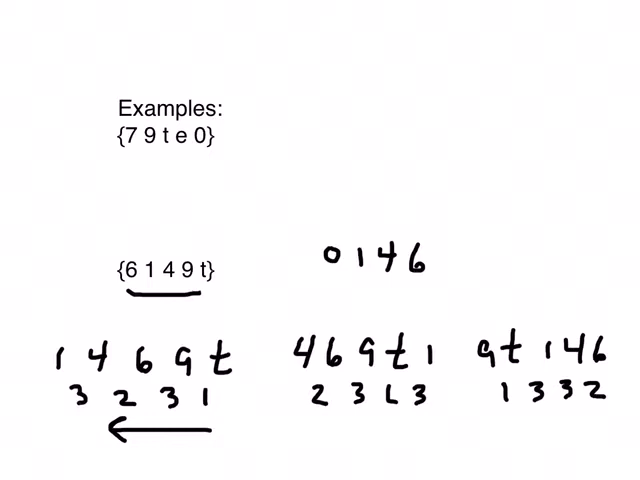 Examples:
{7 9 t e 0}
0 1 4 6
{6 1 4 9 t}
1 4 6 9 t 4 6 9 t 1 9 t 1 4 6
3 2 3 1 2 3 1 3 1 3 3 2